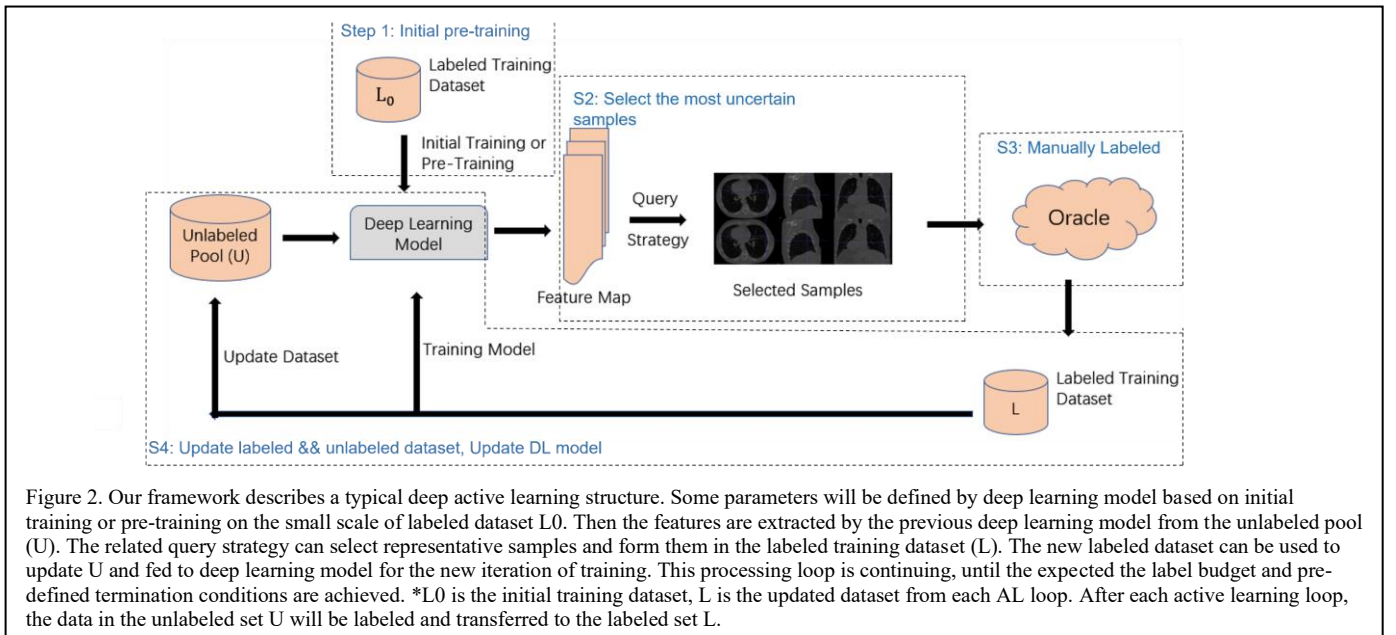 Step 1: Initial pre-training
Labeled Training
Dataset
L0
Initial Training or
Pre-Training
S2: Select the most uncertain
samples
S3: Manually Labeled
Unlabeled
Pool (U)
Deep Learning
Model
Query
Strategy
Oracle
Feature Map
Selected Samples
Update Dataset
Training Model
Labeled Training
Dataset
L
S4: Update labeled && unlabeled dataset, Update DL model
Figure 2. Our framework describes a typical deep active learning structure. Some parameters will be defined by deep learning model based on initial
training or pre-training on the small scale of labeled dataset L0. Then the features are extracted by the previous deep learning model from the unlabeled pool
(U). The related query strategy can select representative samples and form them in the labeled training dataset (L). The new labeled dataset can be used to
update U and fed to deep learning model for the new iteration of training. This processing loop is continuing, until the expected the label budget and pre-
defined termination conditions are achieved. *L0 is the initial training dataset, L is the updated dataset from each AL loop. After each active learning loop,
the data in the unlabeled set U will be labeled and transferred to the labeled set L.